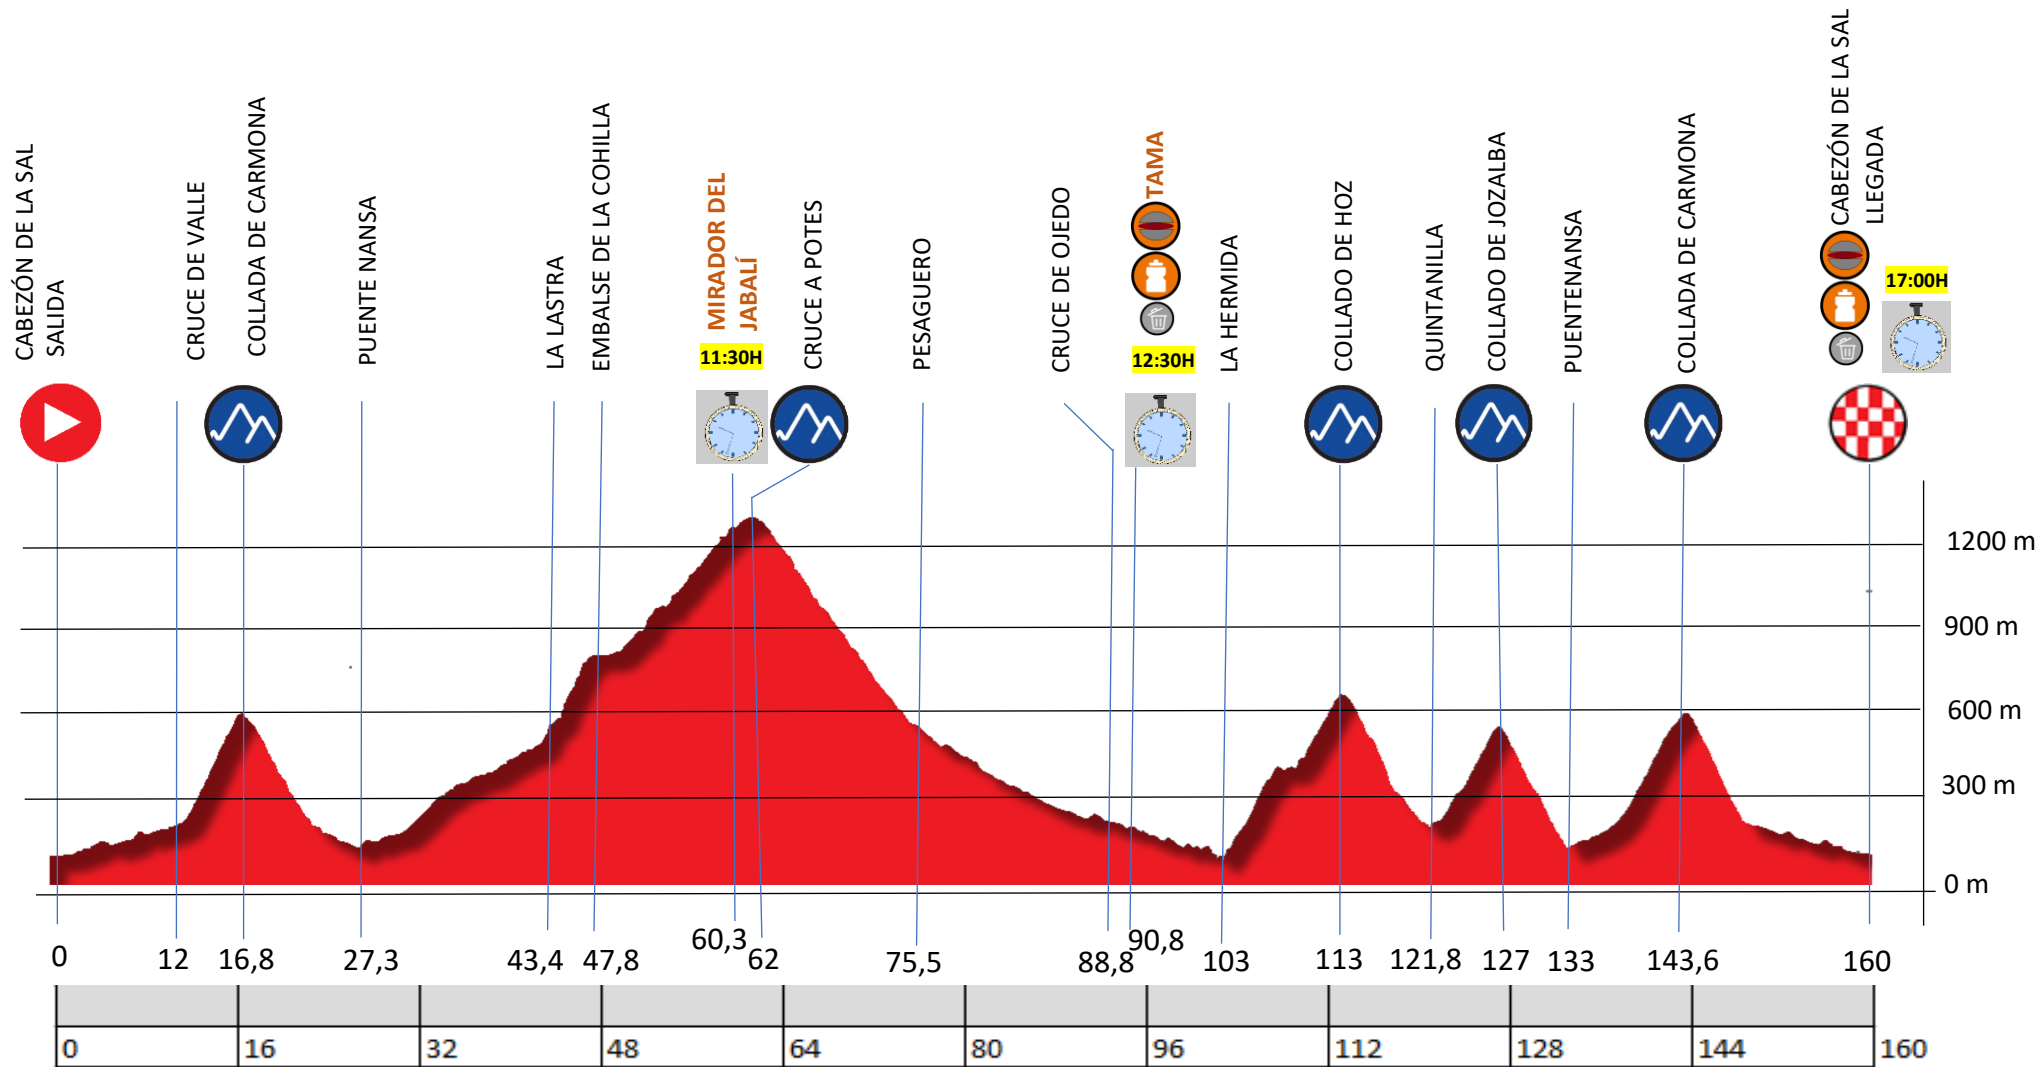 CABEZÓN DE LA SAL
SALIDA
CRUCE DE VALLE
COLLADA DE CARMONA
PUENTE NANSA
LA LASTRA
EMBALSE DE LA COHILLA
MIRADOR DEL
JABALÍ
11:30H
CRUCE A POTES
PESAGUERO
CRUCE DE OJEDO
TAMA
12:30H
LA HERMIDA
COLLADO DE HOZ
QUINTANILLA
COLLADO DE JOZALBA
PUENTENANSA
COLLADA DE CARMONA
CABEZÓN DE LA SAL
LLEGADA
17:00H
1200 m
900 m
600 m
300 m
0 m
0
12
16,8
27,3
43,4
47,8
60,3
62
75,5
88,8
90,8
103
113
121,8
127
133
143,6
160
0
16
32
48
64
80
96
112
128
144
160